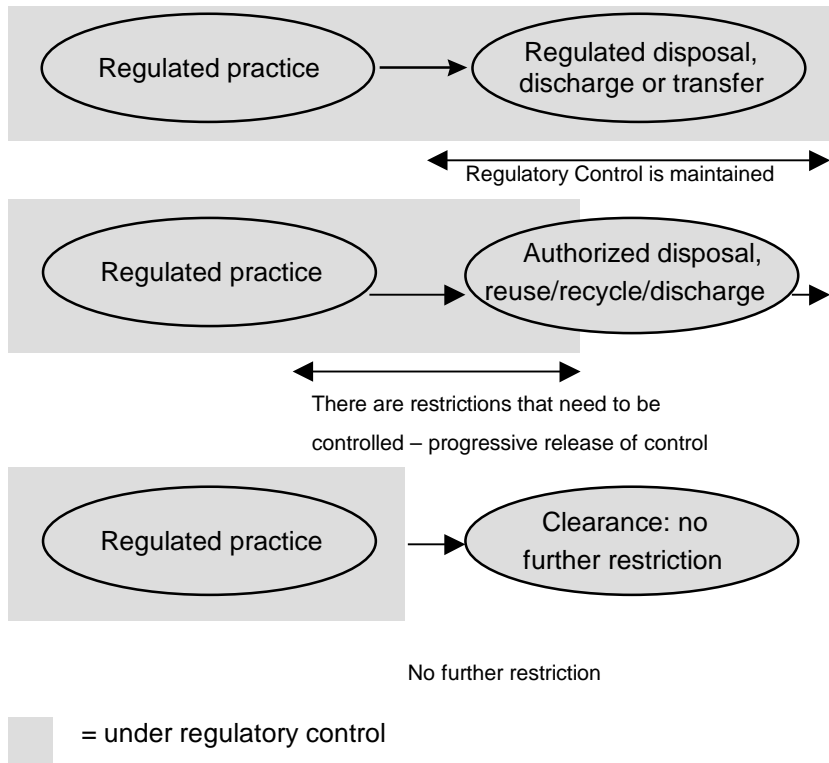 Regulated practice
Regulated disposal,
discharge or transfer
Regulatory Control is maintained
Regulated practice
Authorized disposal,
reuse/recycle/discharge
There are restrictions that need to be
controlled – progressive release of control
Regulated practice
Clearance: no
further restriction
No further restriction
= under regulatory control